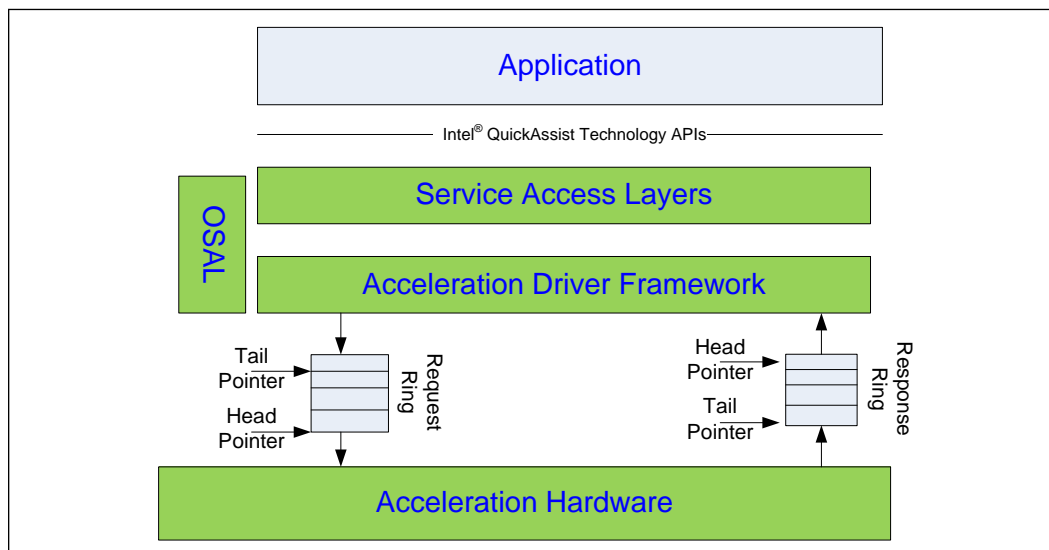 Application
Intel® QuickAssist Technology APIs
Service Access Layers
OSAL
Acceleration Driver Framework
Tail
Pointer
Head
Pointer
Request
Ring
Head
Pointer
Tail
Pointer
Response
Ring
Acceleration Hardware